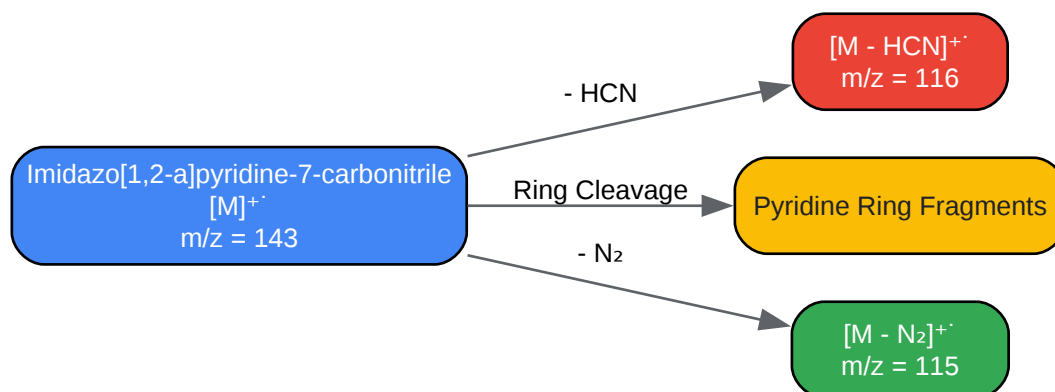 [M - HCN]⁺˙
m/z = 116
- HCN
Imidazo[1,2-a]pyridine-7-carbonitrile
[M]⁺˙
m/z = 143
Ring Cleavage
Pyridine Ring Fragments
- N₂
[M - N₂]⁺˙
m/z = 115